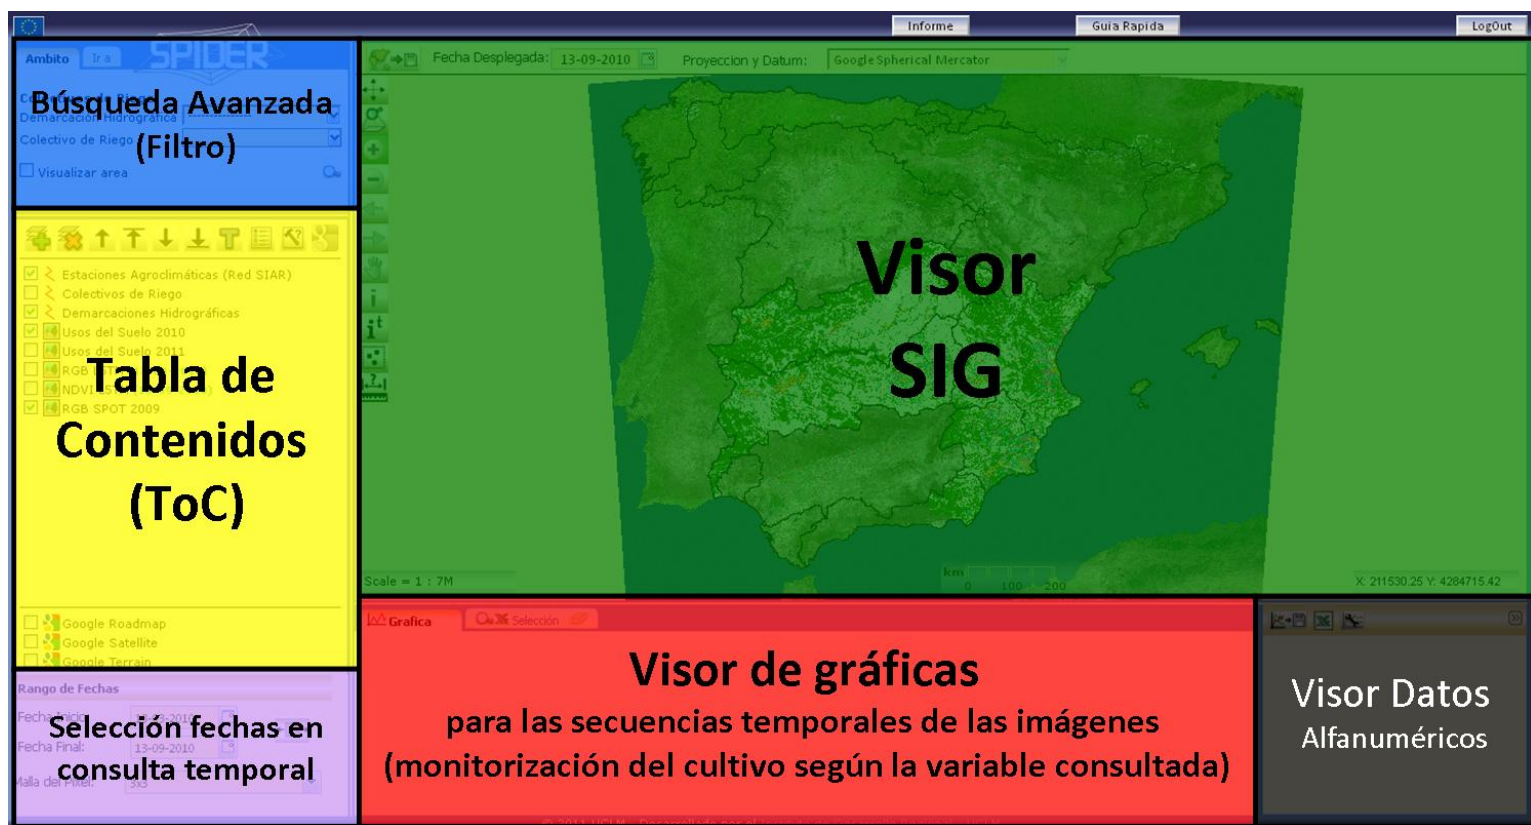 Informe
Guia Rapida
LogOut
Ambito
Ir a
SPIDER
Fecha Desplegada:
13-09-2010
Proyeccion y Datum:
Google Spherical Mercator
Búsqueda Avanzada
(Filtro)
Demarcación Hidrográfica
Colectivo de Riego
Visualizar area
Estaciones Agroclimáticas (Red SIAR)
Colectivos de Riego
Demarcaciones Hidrográficas
Usos del Suelo 2010
Usos del Suelo 2011
RGB SPOT 2009
Tabla de
Contenidos
(ToC)
Google Roadmap
Google Satellite
Google Terrain
Visor
SIG
Scale = 1 : 7M
km
0 100 200
X: 211530.25 Y: 4284715.42
Rango de Fechas
Selección fechas en
consulta temporal
Fecha Final:
13-09-2010
3x3
Grafica
Selección
Visor de gráficas
para las secuencias temporales de las imágenes
(monitorización del cultivo según la variable consultada)
Visor Datos
Alfanuméricos